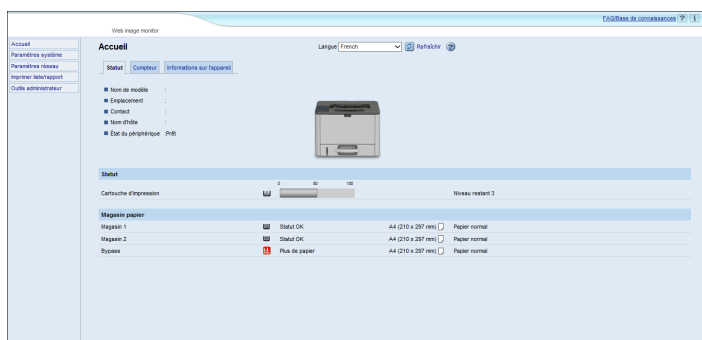 FAQ/Base de connaissances ? i
Web image monitor
Accueil
Paramètres système
Paramètres réseau
Imprimer liste/rapport
Outils administrateur
Accueil
Langue French Rafraîchir ?
Statut Compteur Informations sur l'appareil
Nom de modèle :
Emplacement :
Contact :
Nom d'hôte :
État du périphérique :Prêt
Statut
0 50 100
Cartouche d'impression Niveau restant 3
Magasin papier
Magasin 1 Statut OK A4 (210 x 297 mm) Papier normal
Magasin 2 Statut OK A4 (210 x 297 mm) Papier normal
Bypass Plus de papier A4 (210 x 297 mm) Papier normal